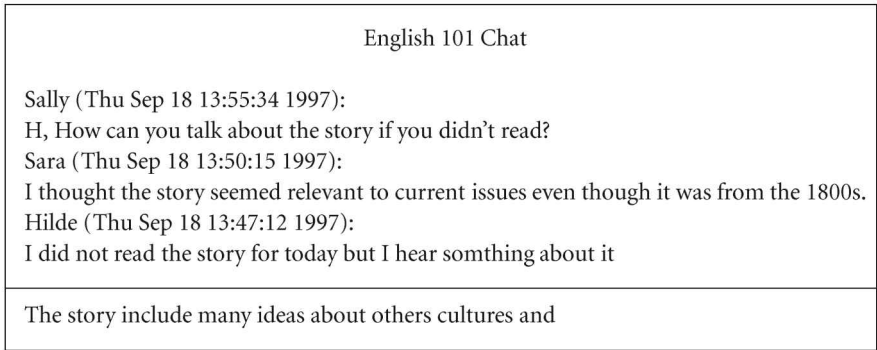 English 101 Chat
Sally (Thu Sep 18 13:55:34 1997):
H, How can you talk about the story if you didn't read?
Sara (Thu Sep 18 13:50:15 1997):
I thought the story seemed relevant to current issues even though it was from the 1800s.
Hilde (Thu Sep 18 13:47:12 1997):
I did not read the story for today but I hear somthing about it
The story include many ideas about others cultures and